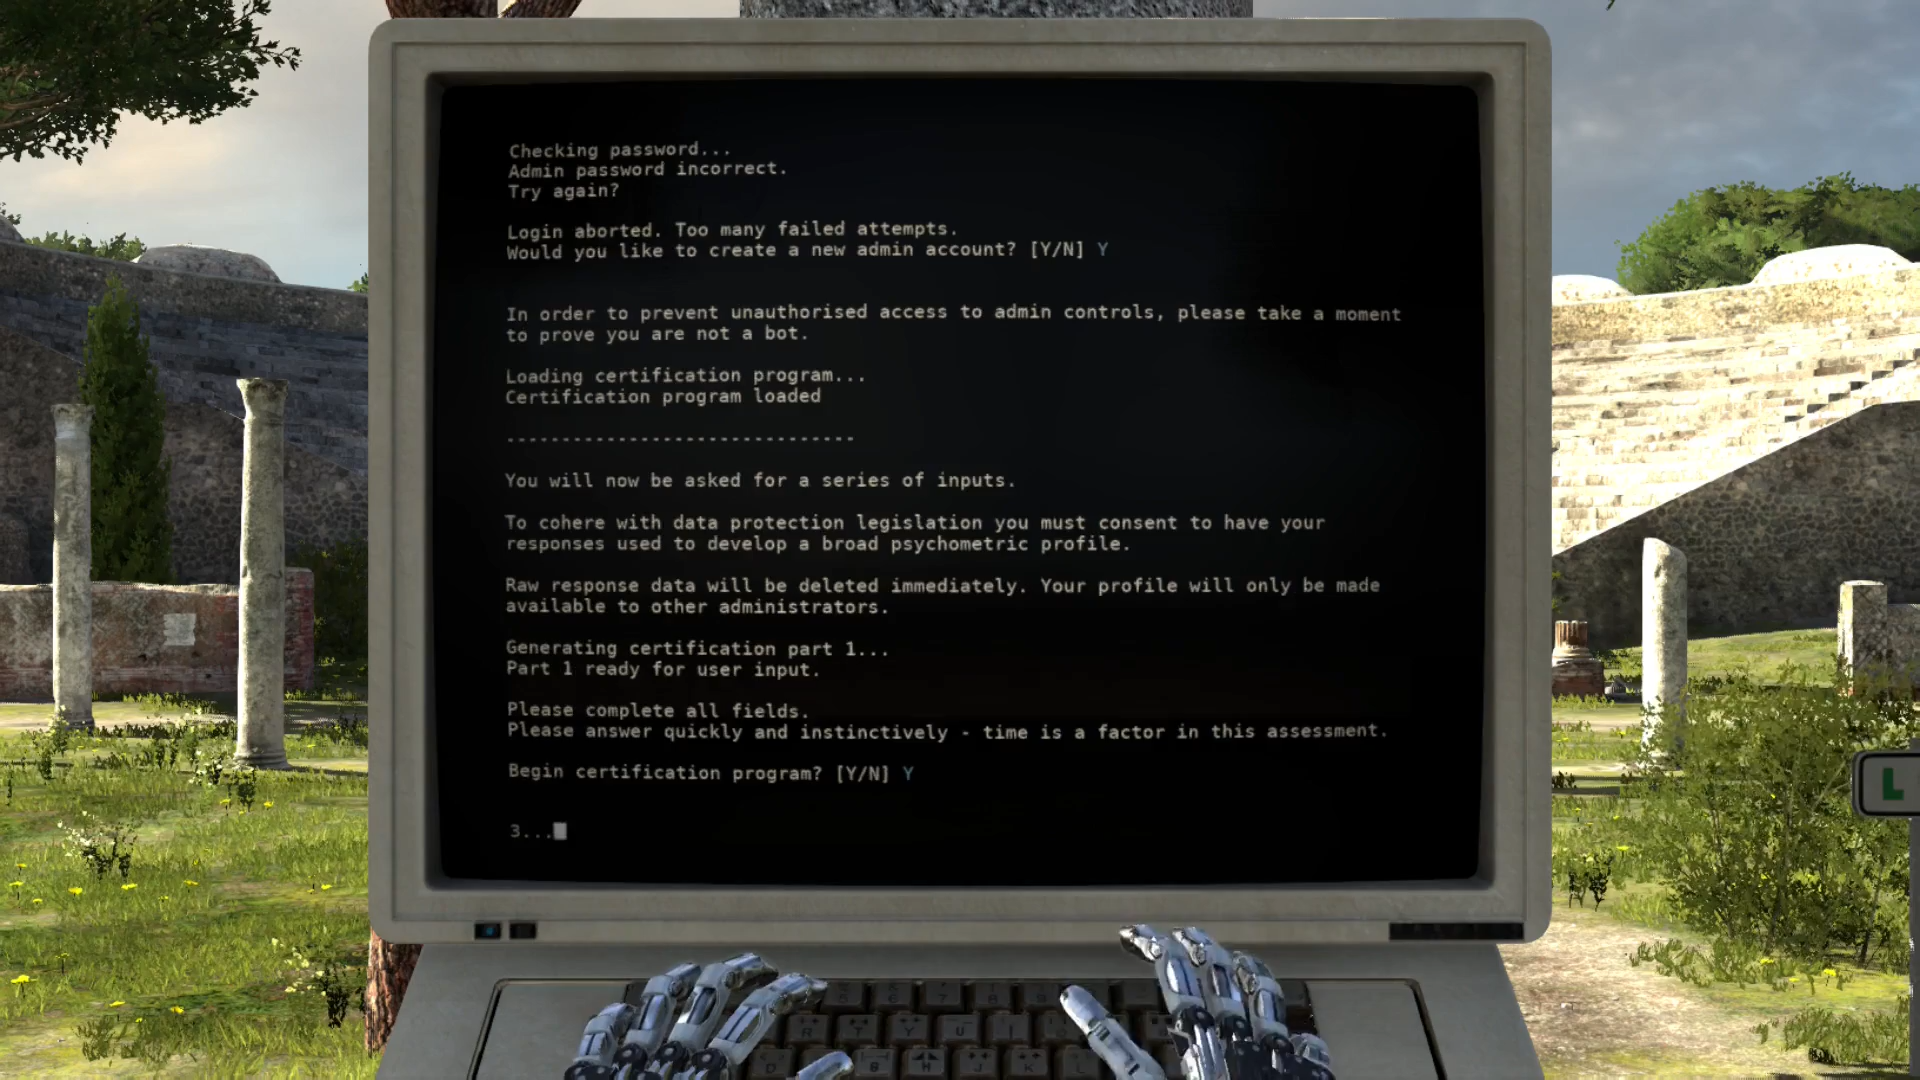 Checking password...
Admin password incorrect.
Try again?
Login aborted. Too many failed attempts.
Would you like to create a new admin account? [Y/N] Y
In order to prevent unauthorised access to admin controls, please take a moment
to prove you are not a bot.
Loading certification program...
Certification program loaded
-------------------------------
You will now be asked for a series of inputs.
To cohere with data protection legislation you must consent to have your
responses used to develop a broad psychometric profile.
Raw response data will be deleted immediately. Your profile will only be made
available to other administrators.
Generating certification part 1...
Part 1 ready for user input.
Please complete all fields.
Please answer quickly and instinctively - time is a factor in this assessment.
Begin certification program? [Y/N] Y
3...
L